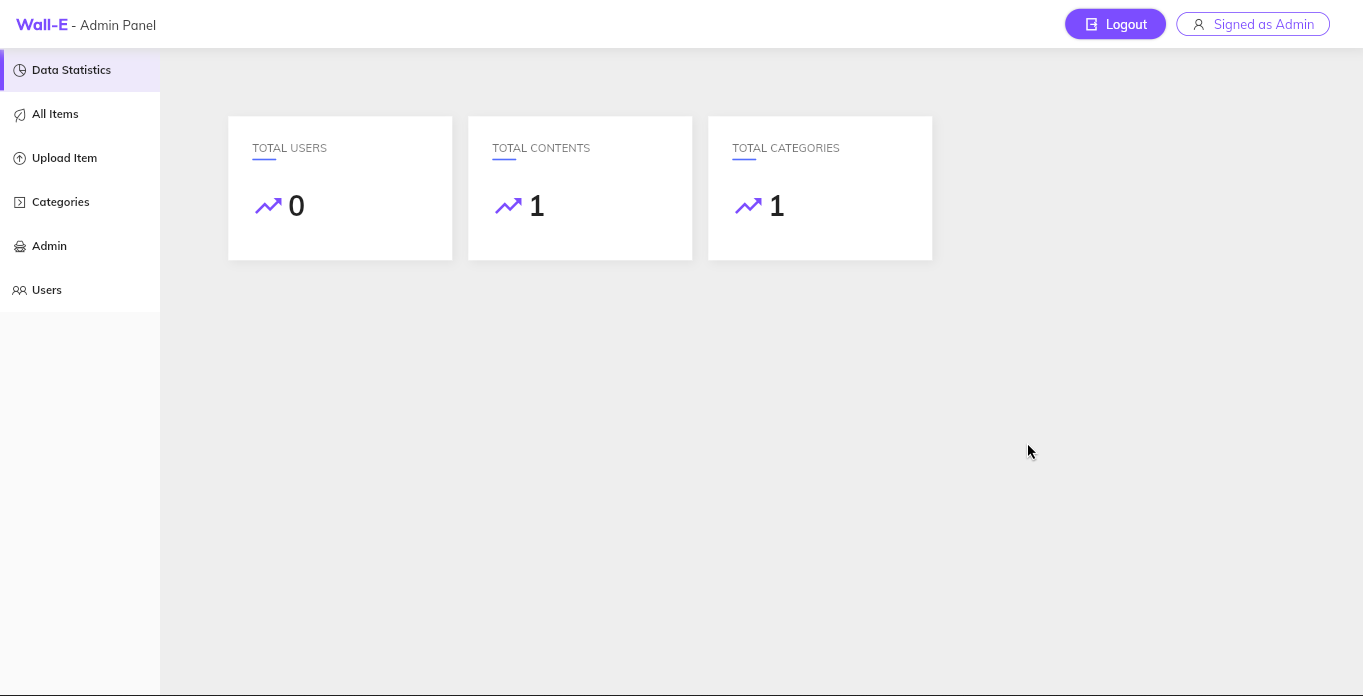 Wall-E - Admin Panel
Logout
Signed as Admin
Data Statistics
All Items
Upload Item
Categories
Admin
Users
TOTAL USERS
0
TOTAL CONTENTS
1
TOTAL CATEGORIES
1